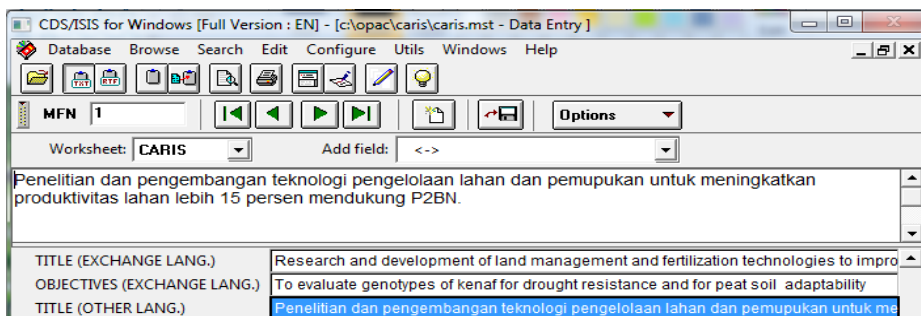 CDS/ISIS for Windows [Full Version : EN] - [c:\opac\caris\caris.mst - Data Entry ]
Database Browse Search Edit Configure Utils Windows Help
TXT RTF
MFN 1 Options
Worksheet: CARIS Add field: <->
Penelitian dan pengembangan teknologi pengelolaan lahan dan pemupukan untuk meningkatkan
produktivitas lahan lebih 15 persen mendukung P2BN.
TITLE (EXCHANGE LANG.) Research and development of land management and fertilization technologies to impro
OBJECTIVES (EXCHANGE LANG.) To evaluate genotypes of kenaf for drought resistance and for peat soil adaptability
TITLE (OTHER LANG.) Penelitian dan pengembangan teknologi pengelolaan lahan dan pemupukan untuk me